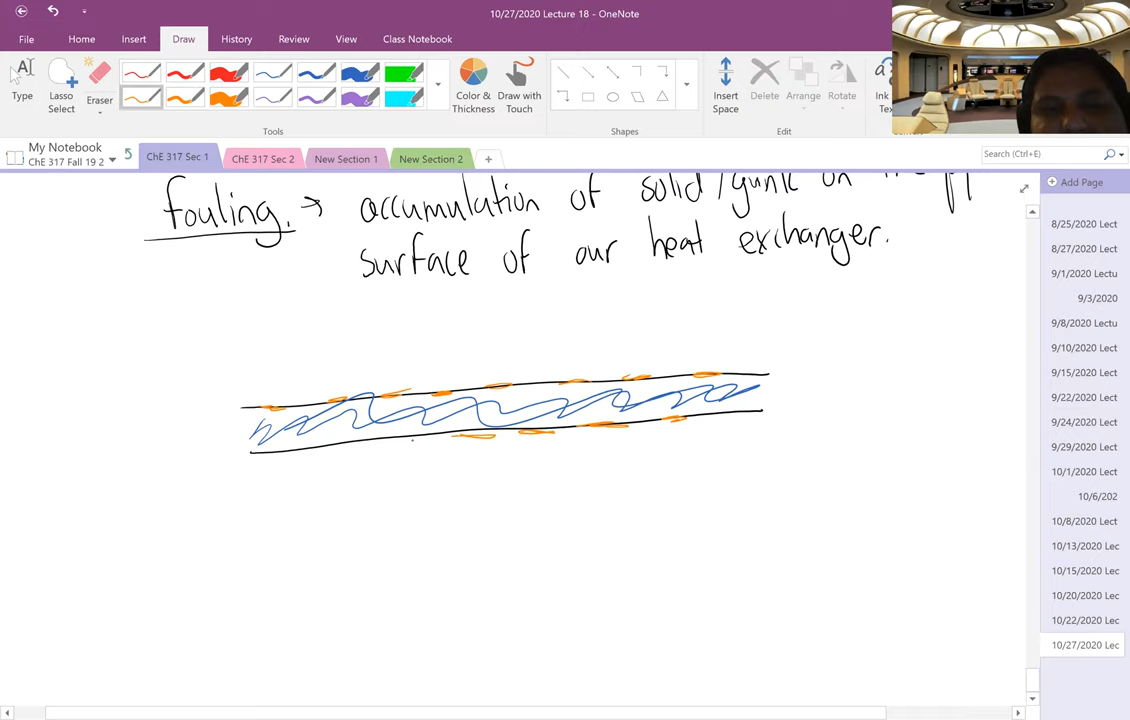 10/27/2020 Lecture 18 - OneNote
File Home Insert Draw History Review View Class Notebook
Type
Lasso Select
Eraser
Color & Thickness
Draw with Touch
Insert Space
Delete
Arrange
Rotate
Ink
Tex
Tools
Shapes
Edit
My Notebook
ChE 317 Fall 19 2
ChE 317 Sec 1
ChE 317 Sec 2
New Section 1
New Section 2
Search (Ctrl+E)
Add Page
8/25/2020 Lect
8/27/2020 Lect
9/1/2020 Lectu
9/3/2020
9/8/2020 Lectu
9/10/2020 Lect
9/15/2020 Lect
9/22/2020 Lect
9/24/2020 Lect
9/29/2020 Lect
10/1/2020 Lect
10/6/202
10/8/2020 Lect
10/13/2020 Lec
10/15/2020 Lec
10/20/2020 Lec
10/22/2020 Lec
10/27/2020 Lec
fouling. → accumulation of solid/gunk on
surface of our heat exchanger.